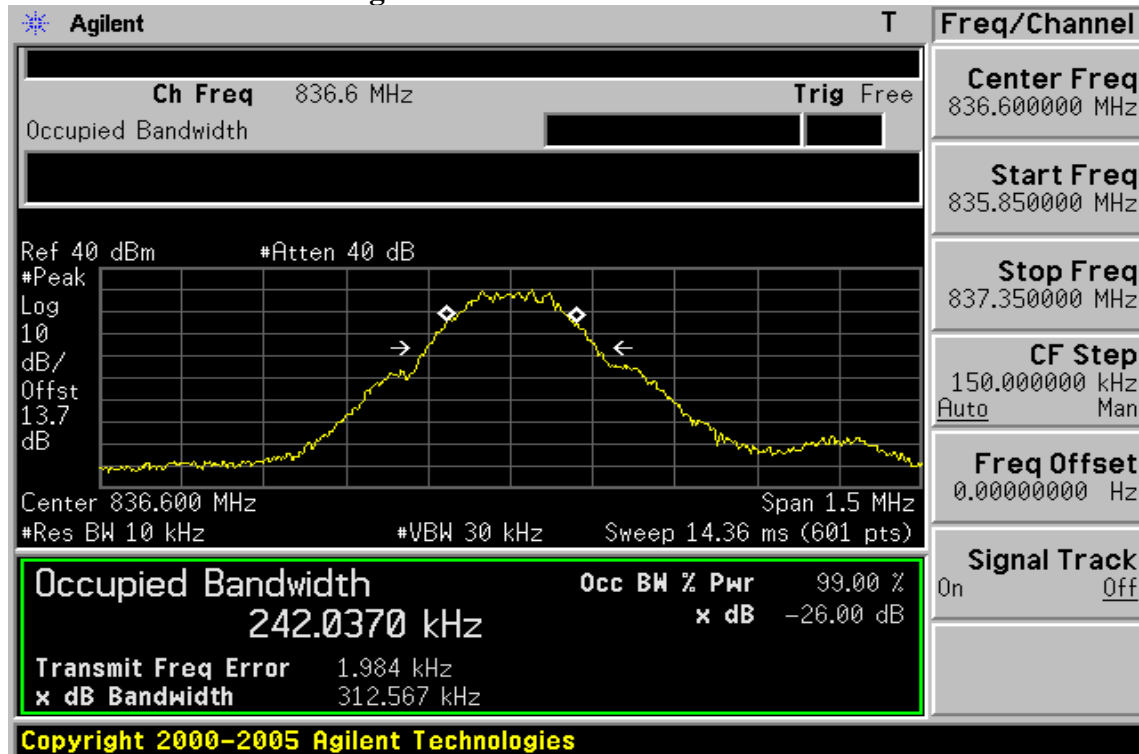 Agilent T
Freq/Channel
Ch Freq 836.6 MHz Trig Free
Occupied Bandwidth
Center Freq
836.600000 MHz
Start Freq
835.850000 MHz
Stop Freq
837.350000 MHz
CF Step
150.000000 kHz
Auto Man
Freq Offset
0.00000000 Hz
Signal Track
On Off
Ref 40 dBm #Atten 40 dB
#Peak
Log
10
dB/
Offst
13.7
dB
Center 836.600 MHz Span 1.5 MHz
#Res BW 10 kHz #VBW 30 kHz Sweep 14.36 ms (601 pts)
Occupied Bandwidth
242.0370 kHz
Occ BW % Pwr 99.00 %
x dB -26.00 dB
Transmit Freq Error 1.984 kHz
x dB Bandwidth 312.567 kHz
Copyright 2000-2005 Agilent Technologies